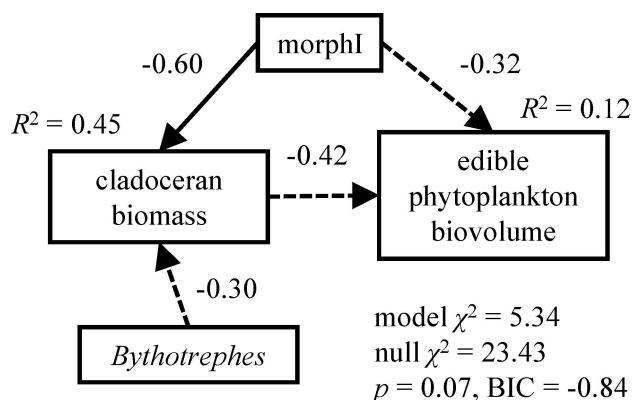 morphI
-0.60
-0.32
R² = 0.45
R² = 0.12
cladoceran
biomass
-0.42
edible
phytoplankton
biovolume
-0.30
Bythotrephes
model χ² = 5.34
null χ² = 23.43
p = 0.07, BIC = -0.84